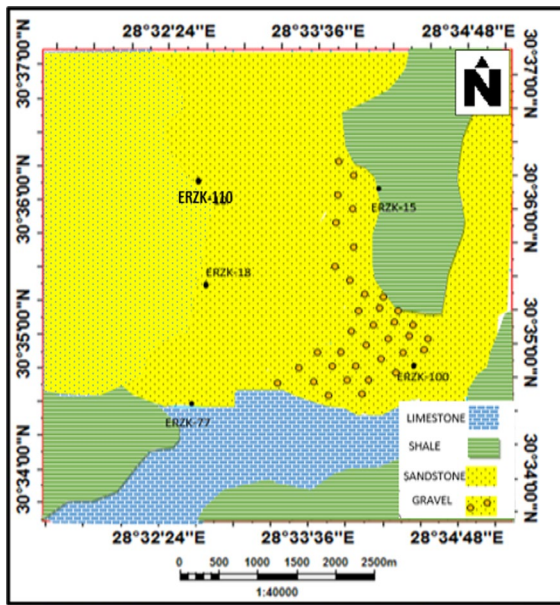 28°32'24"E 28°33'36"E 28°34'48"E
30°37'00"N
30°37'00"N
N
ERZK-110
30°36'00"N
ERZK-15
30°36'00"N
ERZK-18
30°35'00"N
30°35'00"N
ERZK-100
ERZK-77
LIMESTONE
SHALE
SANDSTONE
GRAVEL
30°34'00"N
30°34'00"N
28°32'24"E 28°33'36"E 28°34'48"E
0 500 1000 1500 2000 2500m
1:40000